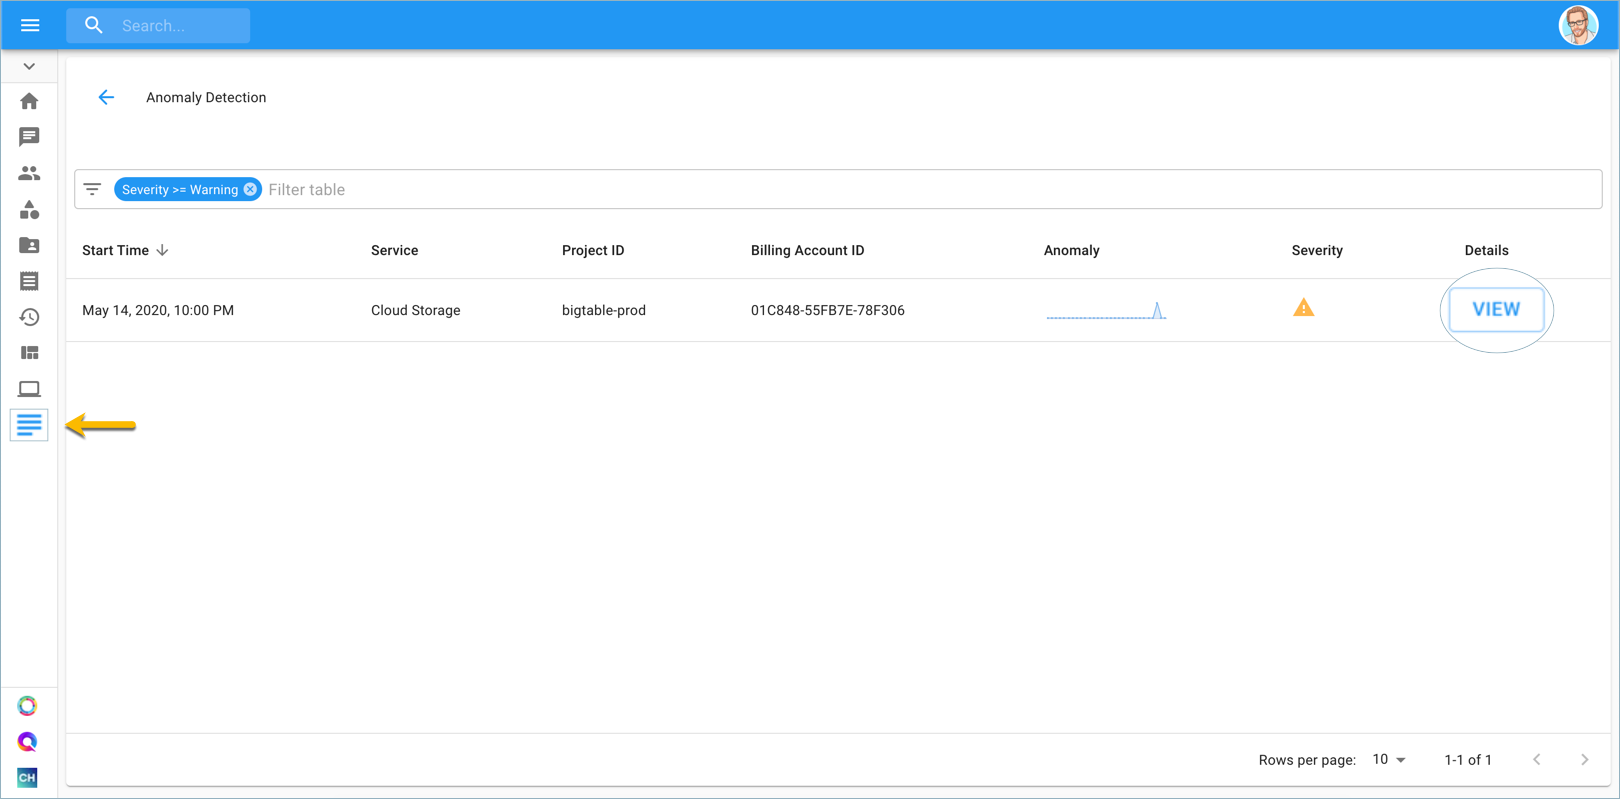 Search...
Anomaly Detection
Severity >= Warning Filter table
Start Time Service Project ID Billing Account ID Anomaly Severity Details
May 14, 2020, 10:00 PM Cloud Storage bigtable-prod 01C848-55FB7E-78F306 VIEW
CH
Rows per page: 10 1-1 of 1